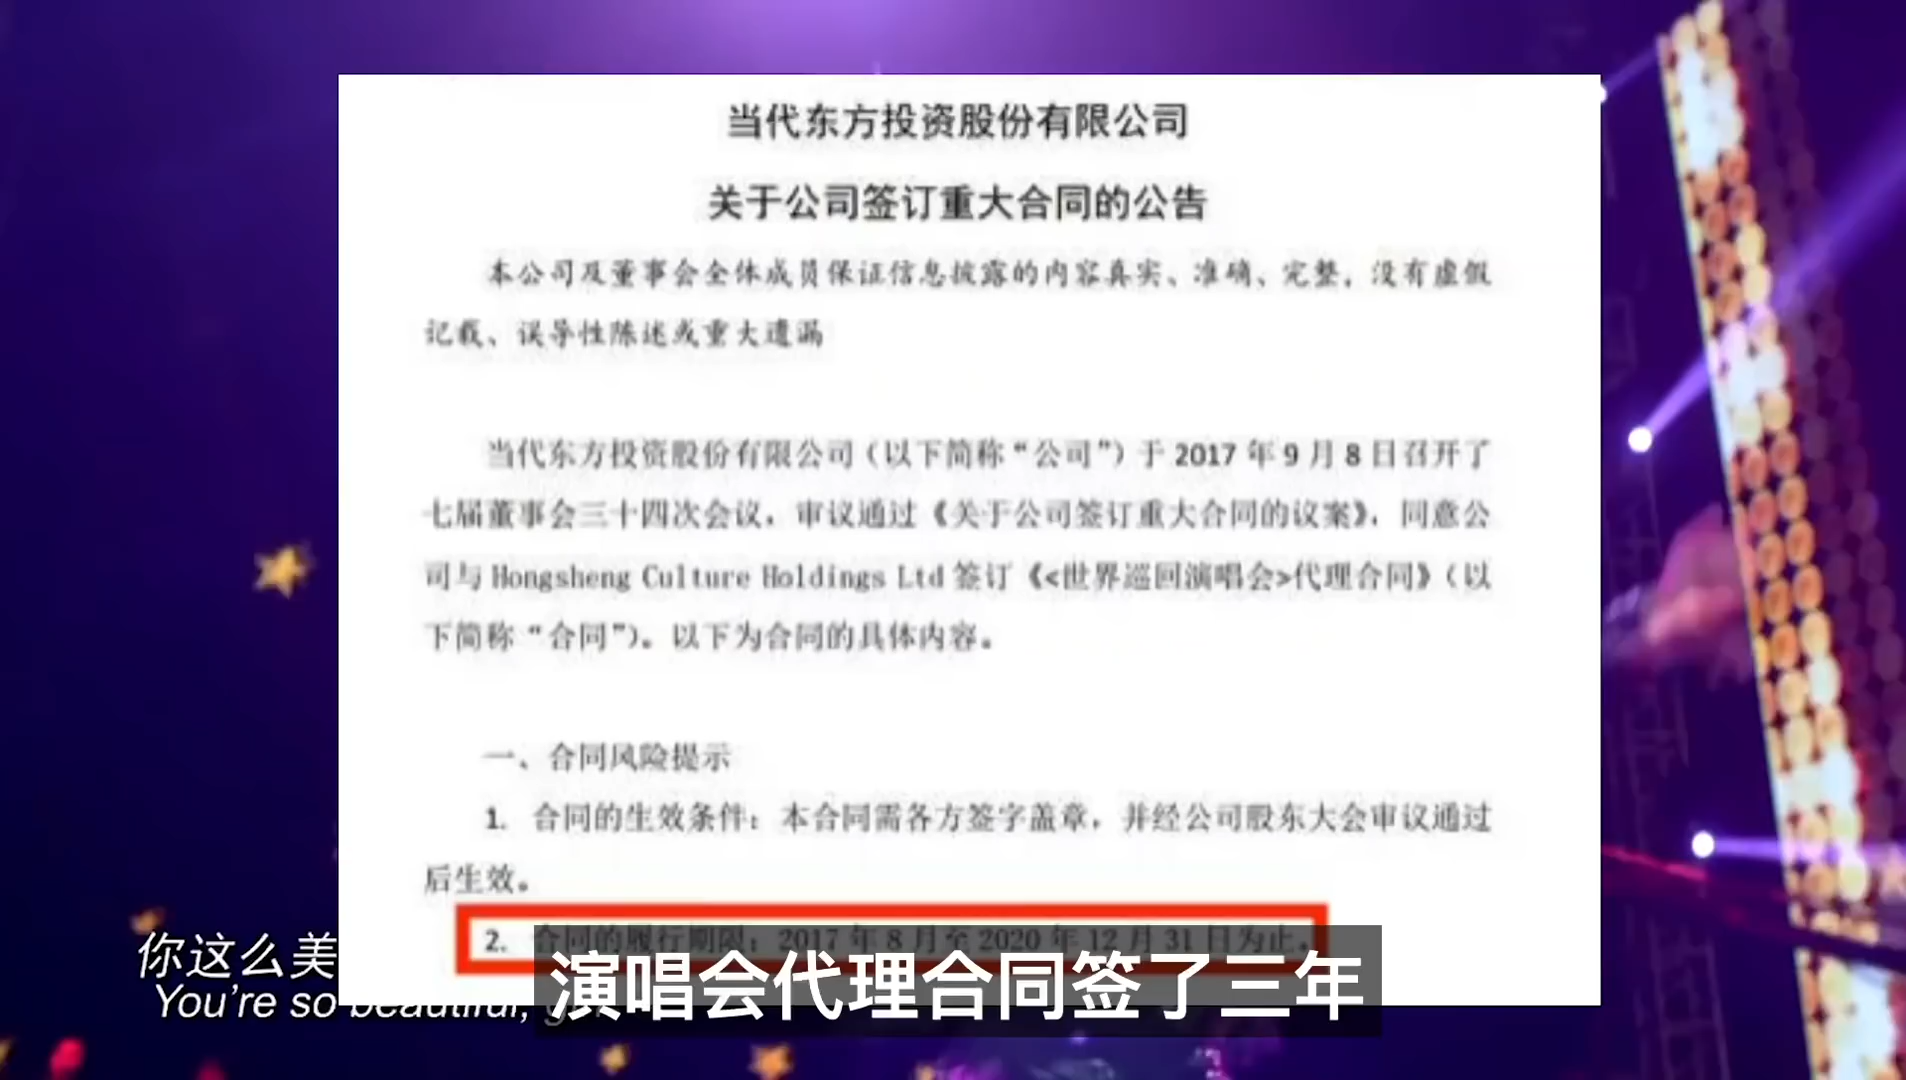 当代东方投资股份有限公司
关于公司签订重大合同的公告
本公司及董事会全体成员保证信息披露的内容真实、准确、完整，没有虚假
记载、误导性陈述或重大遗漏
当代东方投资股份有限公司（以下简称“公司”）于 2017 年 9 月 8 日召开了
七届董事会三十四次会议，审议通过《关于公司签订重大合同的议案》，同意公
司与 Hongsheng Culture Holdings Ltd 签订《<世界巡回演唱会>代理合同》（以
下简称“合同”）。以下为合同的具体内容。
一、合同风险提示
1. 合同的生效条件：本合同需各方签字盖章，并经公司股东大会审议通过
后生效。
2. 合同的履行期限：2017 年 8 月至 2020 年 12 月 31 日为止。
你这么美
You're so beautiful,
演唱会代理合同签了三年